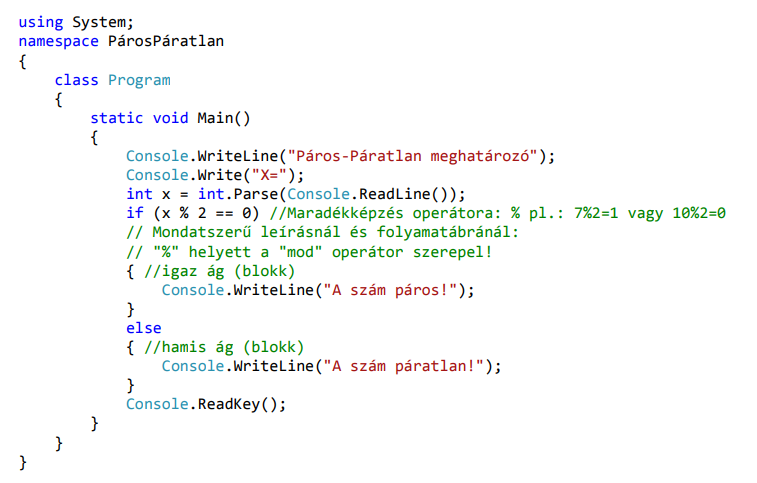 using System;
namespace PárosPáratlan
{
    class Program
    {
        static void Main()
        {
            Console.WriteLine("Páros-Páratlan meghatározó");
            Console.Write("X=");
            int x = int.Parse(Console.ReadLine());
            if (x % 2 == 0) //Maradékképzés operátora: % pl.: 7%2=1 vagy 10%2=0
            // Mondatszerű leírásnál és folyamatábránál:
            // "%" helyett a "mod" operátor szerepel!
            { //igaz ág (blokk)
                Console.WriteLine("A szám páros!");
            }
            else
            { //hamis ág (blokk)
                Console.WriteLine("A szám páratlan!");
            }
            Console.ReadKey();
        }
    }
}